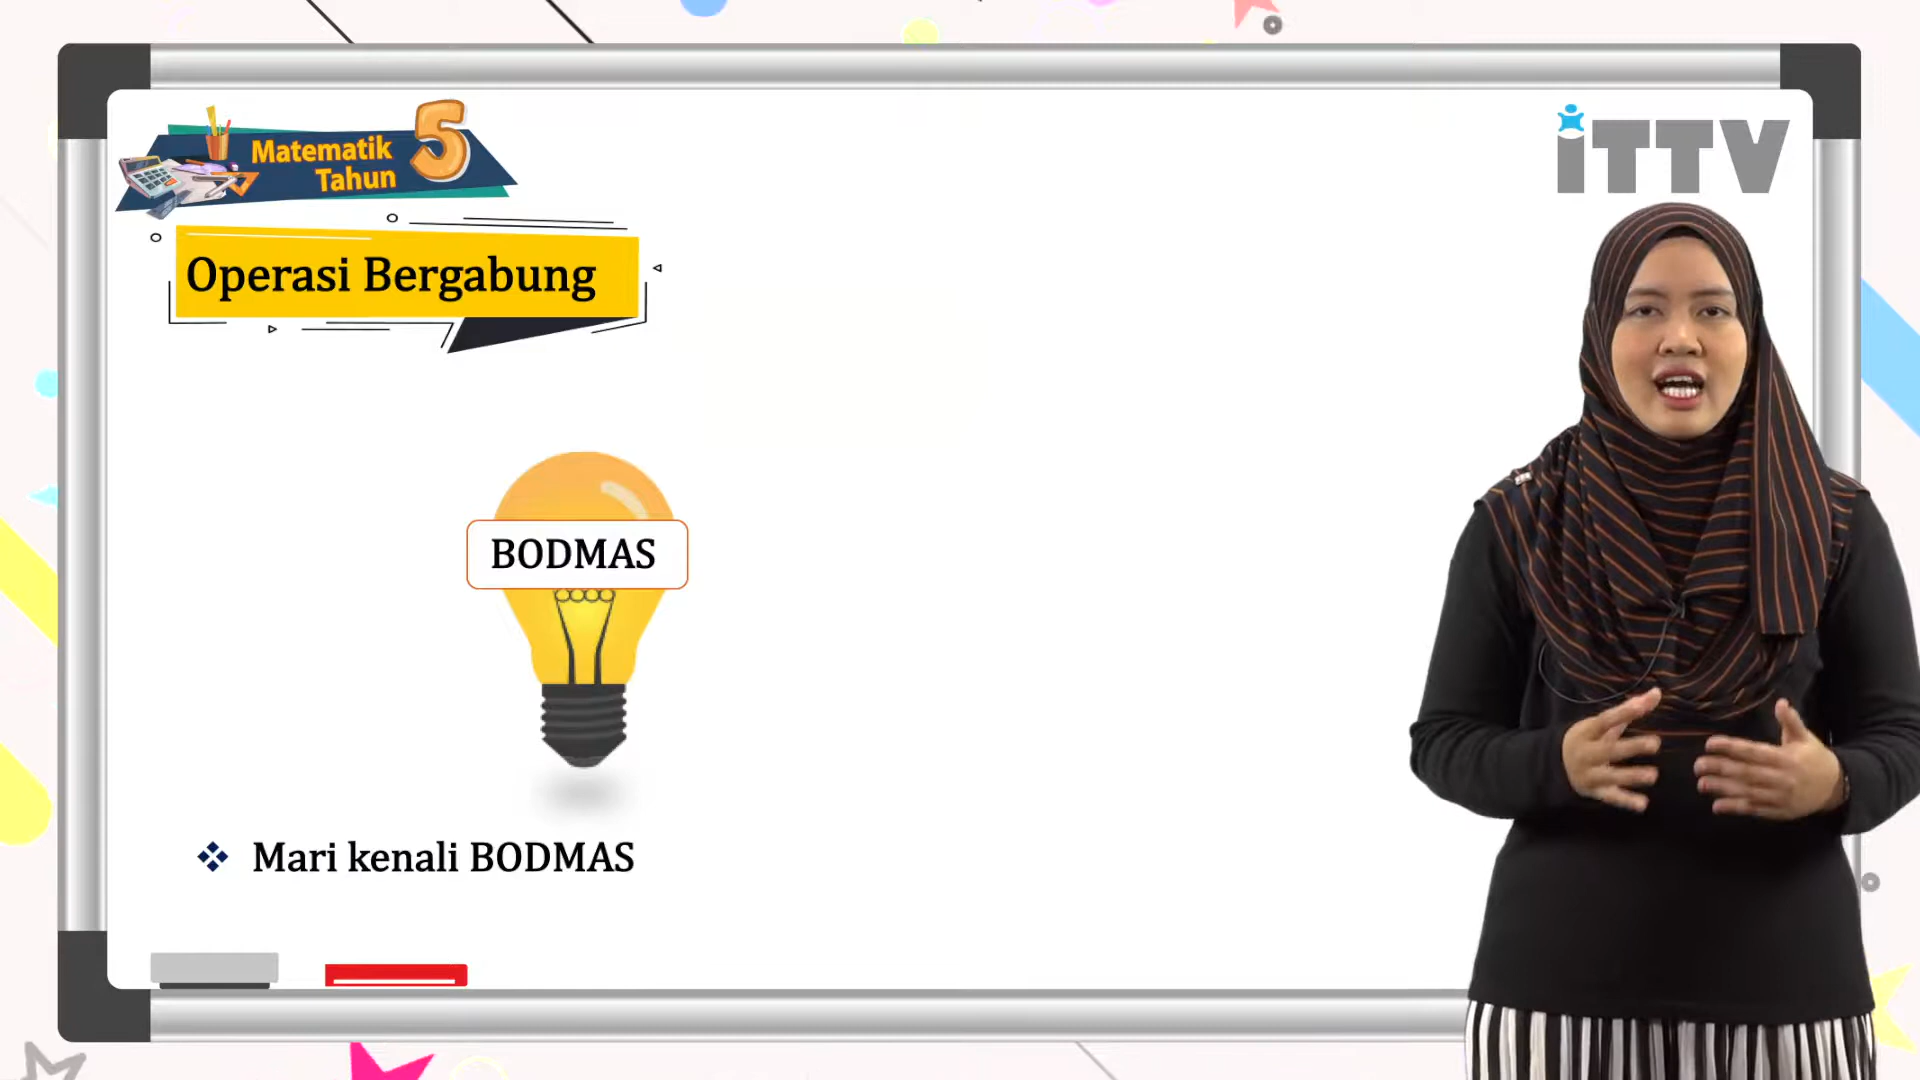 Matematik
Tahun 5
iTTV
Operasi Bergabung
BODMAS
Mari kenali BODMAS